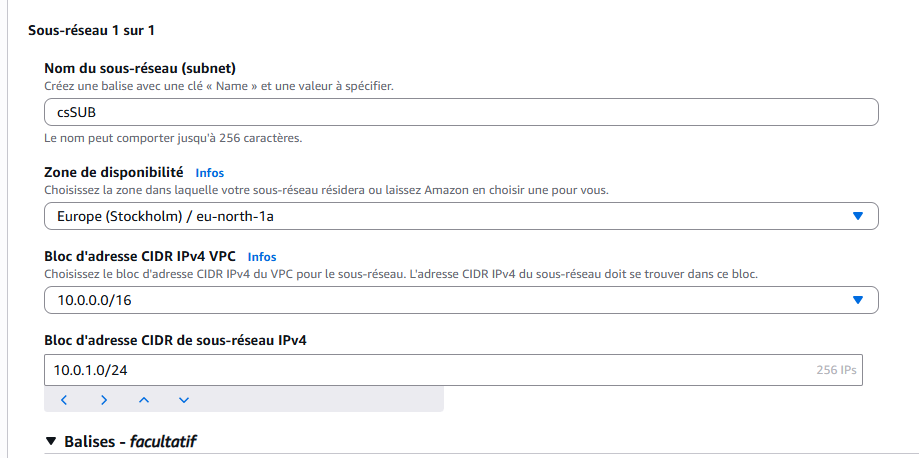 Sous-réseau 1 sur 1
Nom du sous-réseau (subnet)
Créez une balise avec une clé « Name » et une valeur à spécifier.
csSUB
Le nom peut comporter jusqu'à 256 caractères.
Zone de disponibilité Infos
Choisissez la zone dans laquelle votre sous-réseau résidera ou laissez Amazon en choisir une pour vous.
Europe (Stockholm) / eu-north-1a
Bloc d'adresse CIDR IPv4 VPC Infos
Choisissez le bloc d'adresse CIDR IPv4 du VPC pour le sous-réseau. L'adresse CIDR IPv4 du sous-réseau doit se trouver dans ce bloc.
10.0.0.0/16
Bloc d'adresse CIDR de sous-réseau IPv4
10.0.1.0/24 256 IPs
Balises - facultatif